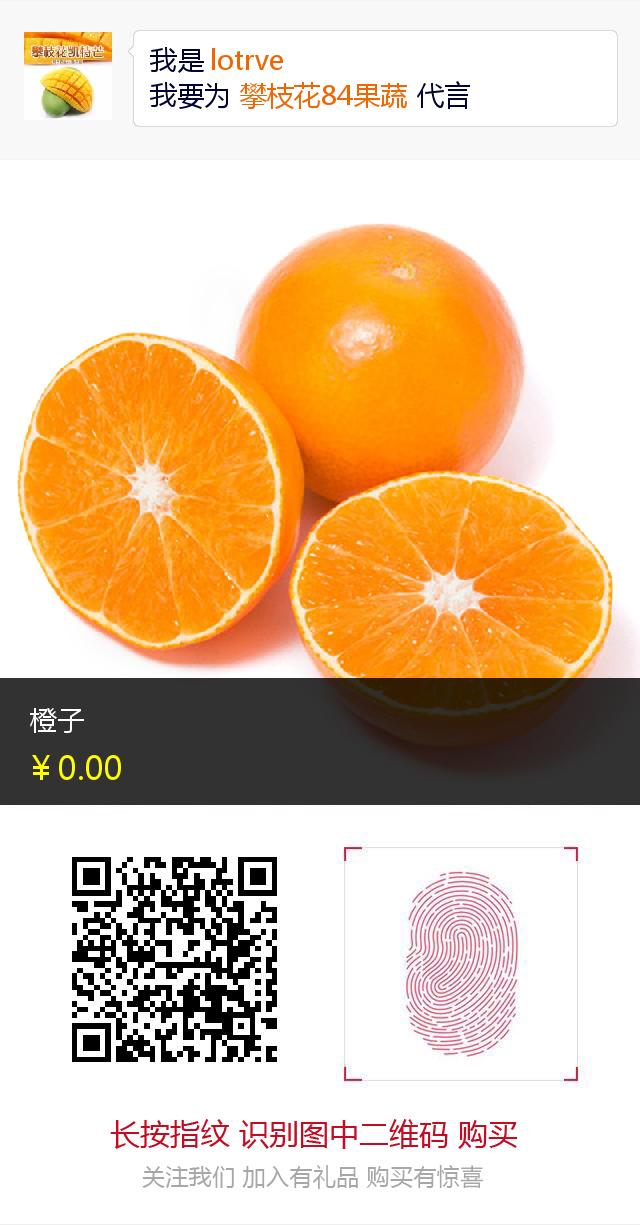 攀枝花凯特芒
我是 lotrve
我要为 攀枝花84果蔬 代言
橙子
¥ 0.00
长按指纹 识别图中二维码 购买
关注我们 加入有礼品 购买有惊喜